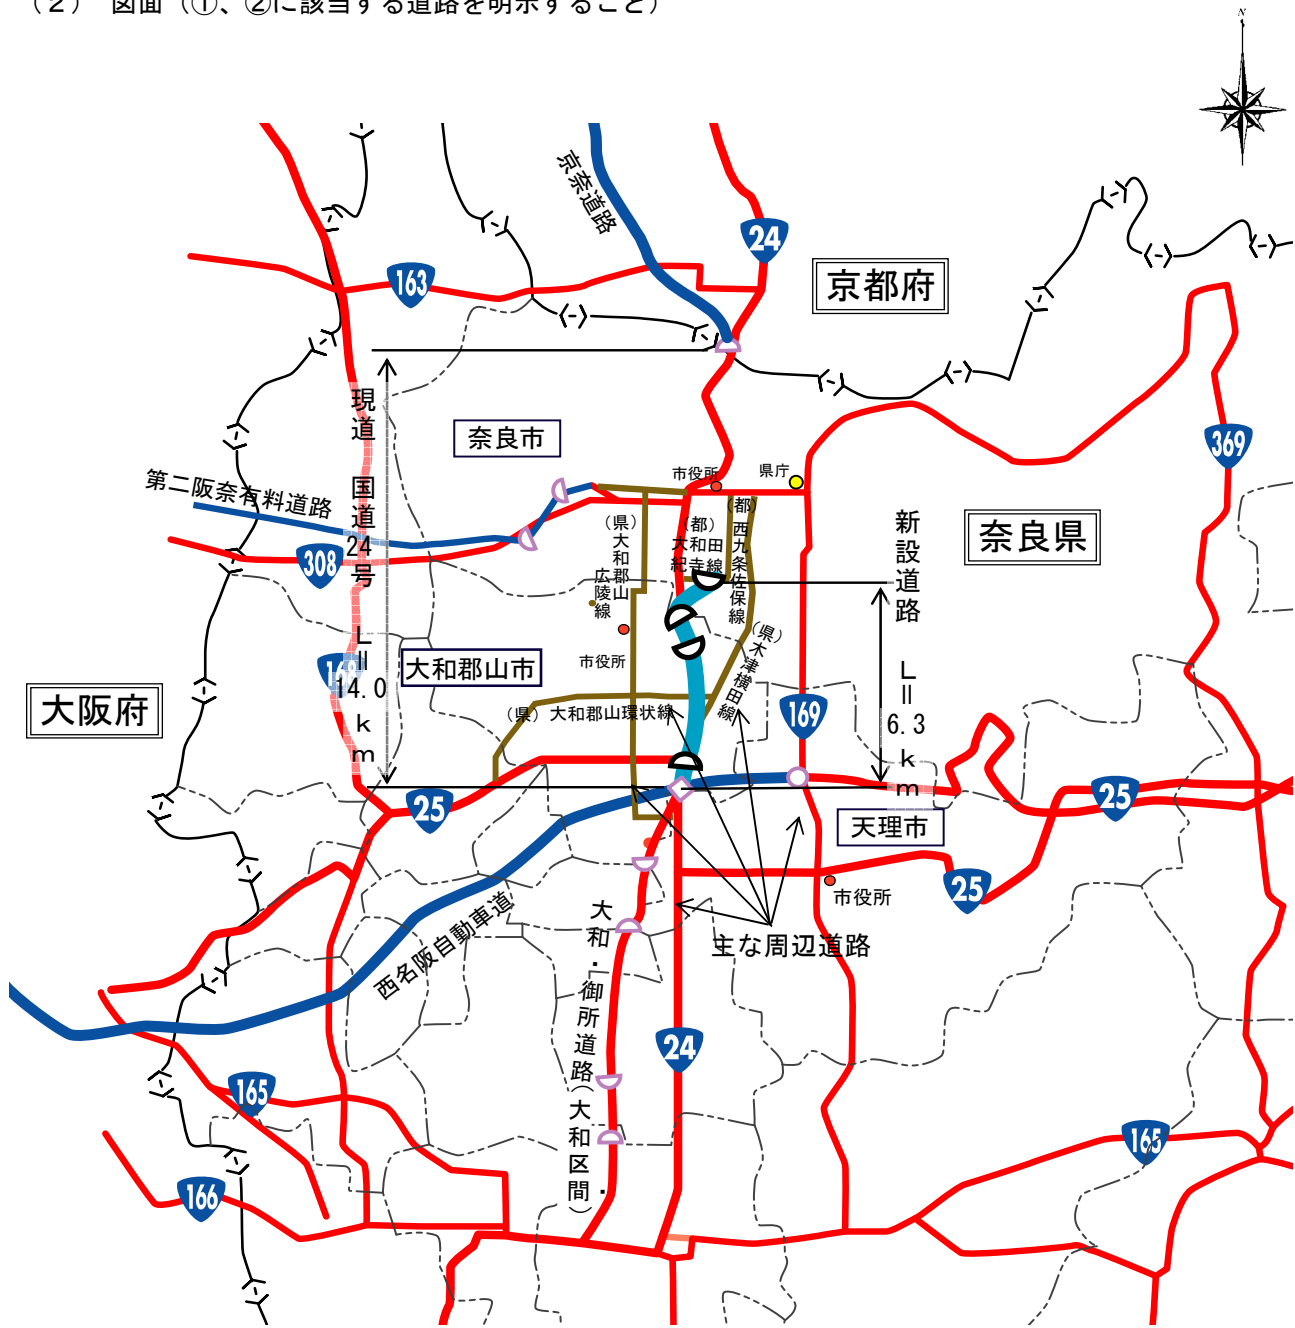 （２） 図面（①、②に該当する道路を明示すること）
N
京奈道路
24
163
京都府
現道 国道24号 L=14.0km
奈良市
369
第二阪奈有料道路
市役所
県庁
（県）大和郡山広陵線
（都）大和田紀寺線
（都）西九条佐保線
新設道路 L=6.3km
奈良県
308
168
大和郡山市
市役所
（県）木津横田線
大阪府
（県）大和郡山環状線
169
25
25
天理市
25
市役所
西名阪自動車道
主な周辺道路
大和・御所道路（大和区間）
24
165
165
166